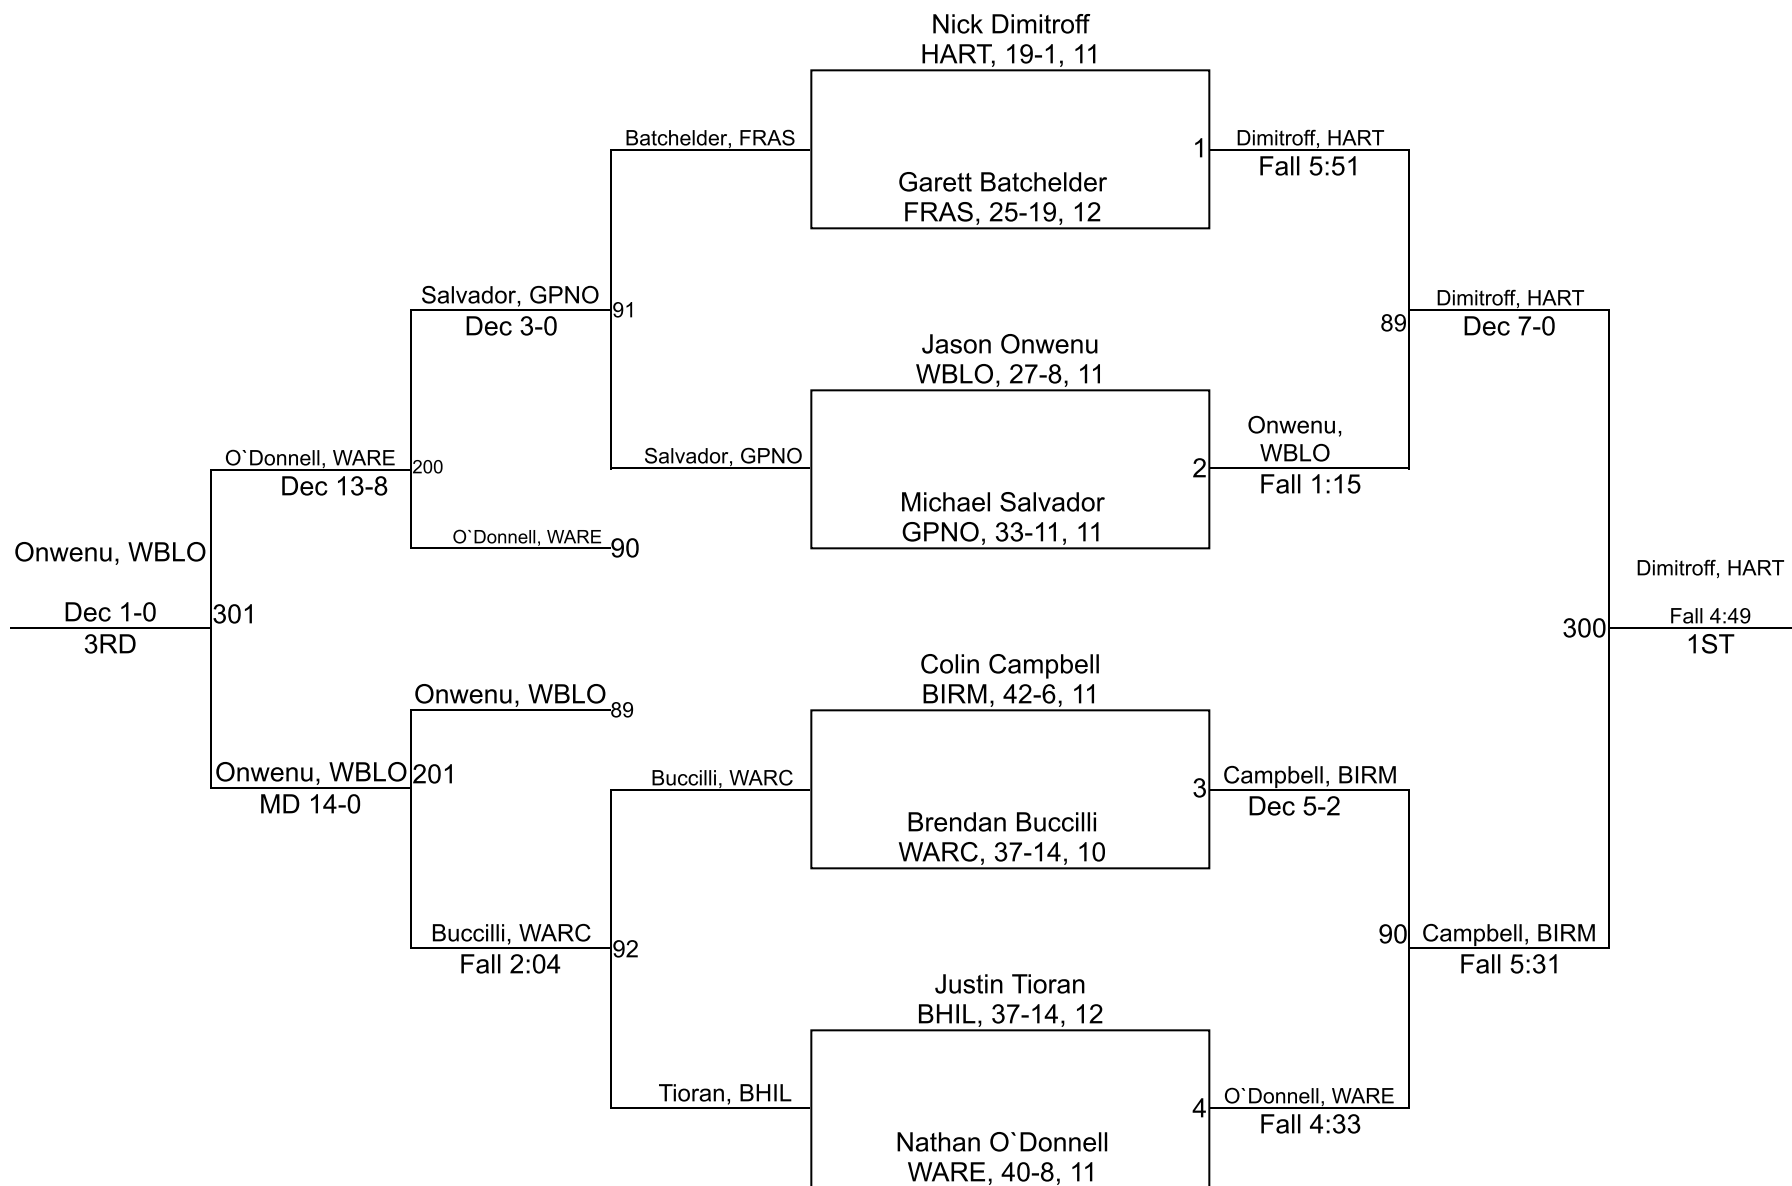 Nick Dimitroff
HART, 19-1, 11
Batchelder, FRAS
1
Dimitroff, HART
Fall 5:51
Garett Batchelder
FRAS, 25-19, 12
Salvador, GPNO
Dec 3-0
91
Dimitroff, HART
89
Dec 7-0
Jason Onwenu
WBLO, 27-8, 11
Onwenu,
WBLO
Salvador, GPNO
2
Fall 1:15
O`Donnell, WARE
200
Dec 13-8
Michael Salvador
GPNO, 33-11, 11
O`Donnell, WARE
90
Onwenu, WBLO
Dec 1-0
301
3RD
Dimitroff, HART
300
Fall 4:49
1ST
Colin Campbell
BIRM, 42-6, 11
Onwenu, WBLO
89
Onwenu, WBLO
201
MD 14-0
Buccilli, WARC
3
Campbell, BIRM
Dec 5-2
Brendan Buccilli
WARC, 37-14, 10
Buccilli, WARC
92
Fall 2:04
90
Campbell, BIRM
Fall 5:31
Justin Tioran
BHIL, 37-14, 12
Tioran, BHIL
4
O`Donnell, WARE
Fall 4:33
Nathan O`Donnell
WARE, 40-8, 11